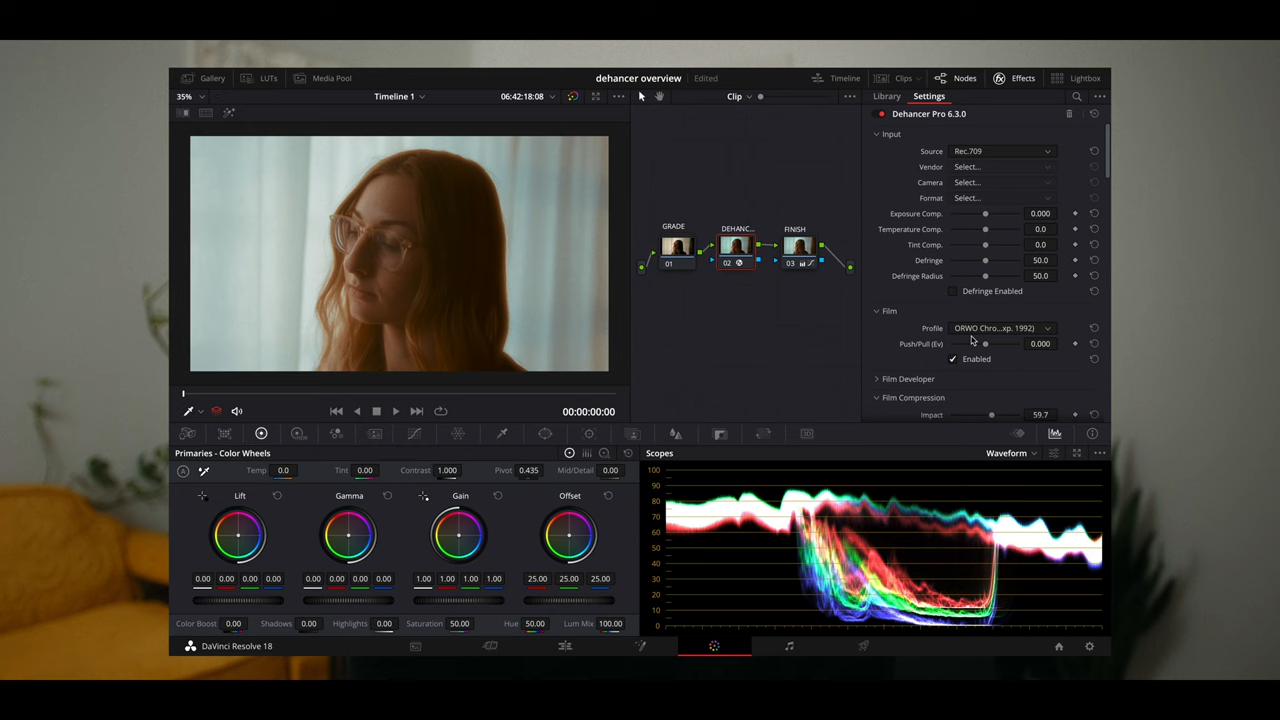 Gallery LUTs Media Pool dehancer overview Edited Timeline Clips Nodes Effects Lightbox
35% Timeline 1 06:42:18:08 Clip Library Settings
Dehancer Pro 6.3.0
Input
Source Rec.709
Vendor Select...
Camera Select...
Format Select...
Exposure Comp. 0.000
Temperature Comp. 0.0
Tint Comp. 0.0
Defringe 50.0
Defringe Radius 50.0
Defringe Enabled
GRADE DEHANC... FINISH
01 02 03
Film
Profile ORWO Chro...xp. 1992)
Push/Pull (Ev) 0.000
Enabled
Film Developer
Film Compression
Impact 59.7
00:00:00:00
Primaries - Color Wheels
A Temp 0.0 Tint 0.00 Contrast 1.000 Pivot 0.435 Mid/Detail 0.00
Lift Gamma Gain Offset
0.00 0.00 0.00 0.00 0.00 0.00 0.00 0.00 1.00 1.00 1.00 1.00 25.00 25.00 25.00
Color Boost 0.00 Shadows 0.00 Highlights 0.00 Saturation 50.00 Hue 50.00 Lum Mix 100.00
Scopes Waveform
100
90
80
70
60
50
40
30
20
10
0
DaVinci Resolve 18